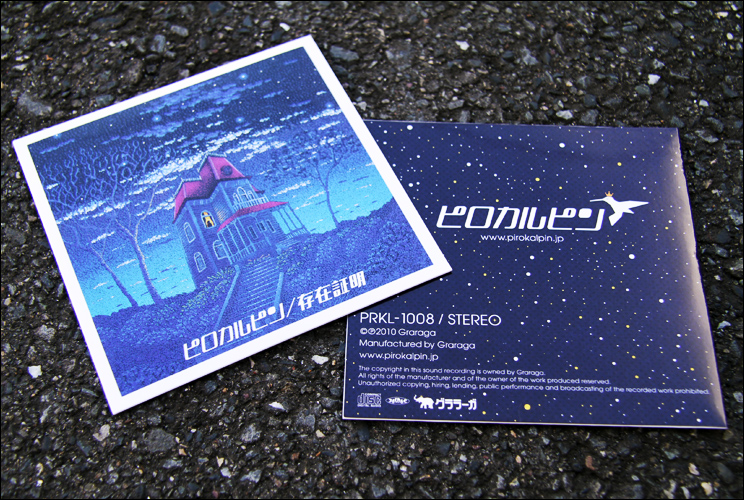 ピロカルピン/存在証明
ピロカルピン
www.pirokalpin.jp
PRKL-1008 / STEREO
©℗2010 Graraga
Manufactured by Graraga
www.pirokalpin.jp
The copyright in this sound recording is owned by Graraga.
All rights of the manufacturer and of the owner of the work produced reserved.
Unauthorized copying, hiring, lending, public performance and broadcasting of the recorded work prohibited.
グララーガ